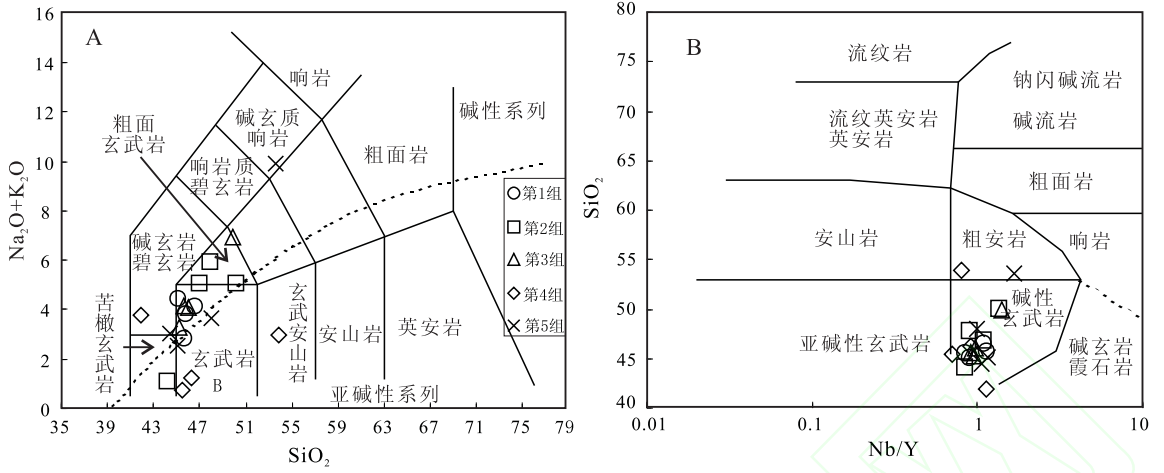 A
16
14
12
10
8
6
4
2
0
Na₂O+K₂O
35
43
47
51
55
59
63
67
71
75
79
SiO₂
响岩
碱玄质
响岩
粗面
玄武岩
响岩质
碧玄岩
碱性系列
粗面岩
碱玄岩
碧玄岩
苦橄玄武岩
玄武岩
B
玄武安山岩
安山岩
英安岩
亚碱性系列
第1组
第2组
第3组
第4组
第5组
B
80
75
70
65
60
55
50
45
40
SiO₂
0.01
0.1
1
10
Nb/Y
流纹岩
钠闪碱流岩
碱流岩
流纹英安岩
英安岩
粗面岩
安山岩
粗安岩
响岩
碱性
玄武岩
亚碱性玄武岩
碱玄岩
霞石岩